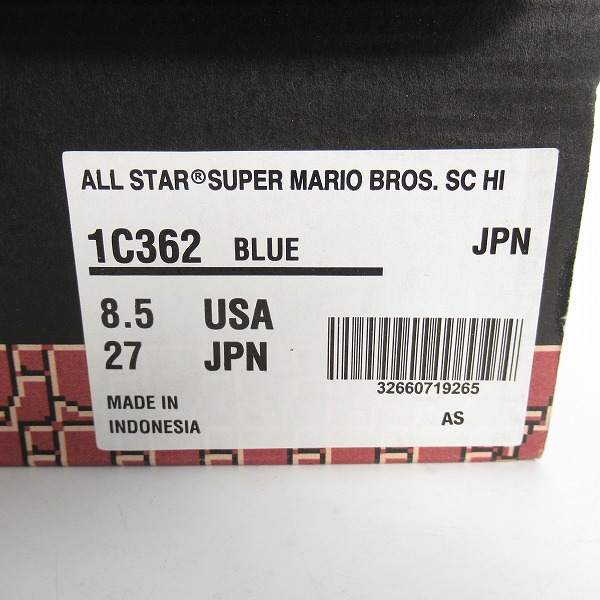 ALL STAR®SUPER MARIO BROS. SC HI
1C362 BLUE JPN
8.5 USA
27 JPN
32660719265
MADE IN
INDONESIA
AS